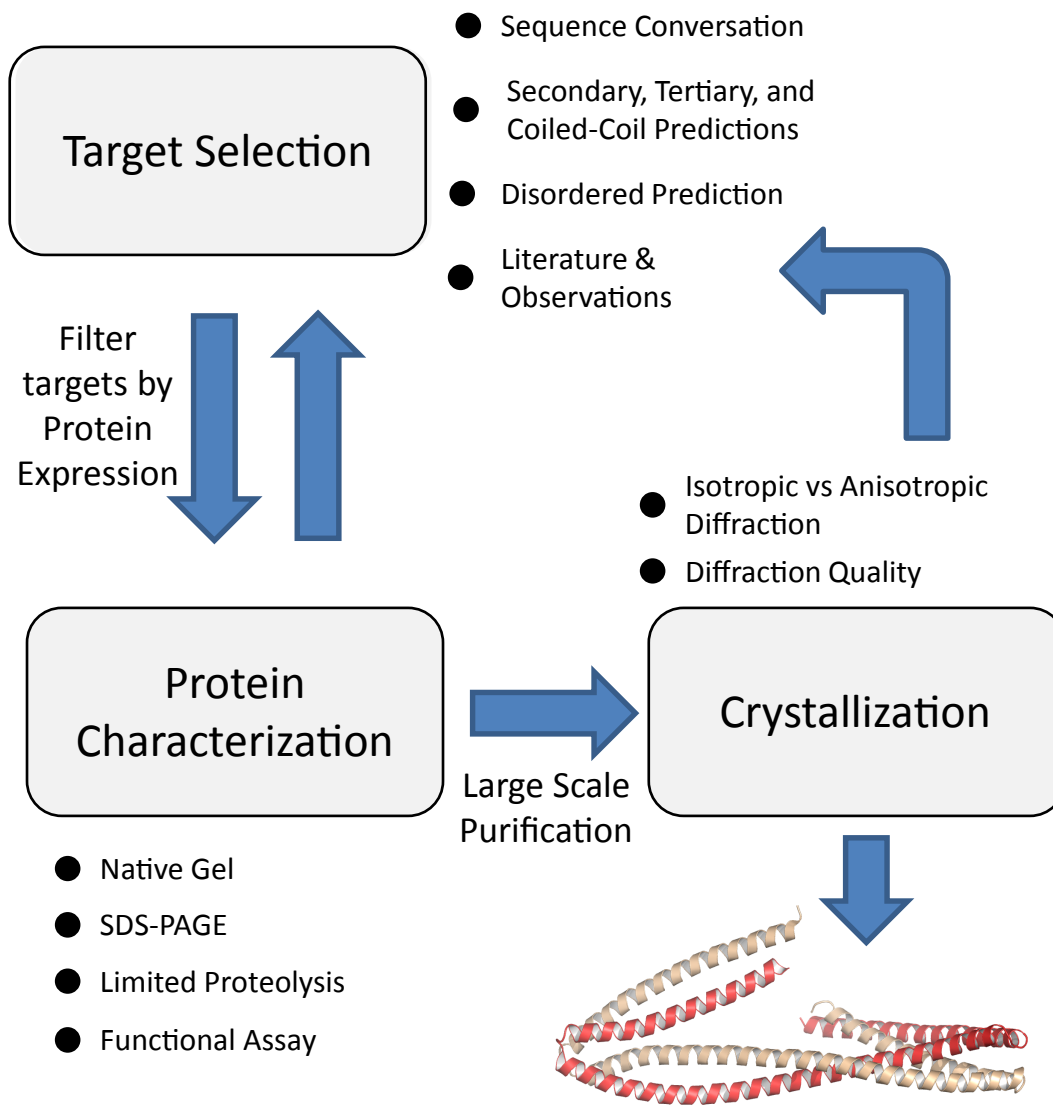 Sequence Conversation
Secondary, Tertiary, and
Coiled-Coil Predictions
Disordered Prediction
Literature &
Observations
Target Selection
Filter
targets by
Protein
Expression
Isotropic vs Anisotropic
Diffraction
Diffraction Quality
Protein
Characterization
Large Scale
Purification
Crystallization
Native Gel
SDS-PAGE
Limited Proteolysis
Functional Assay